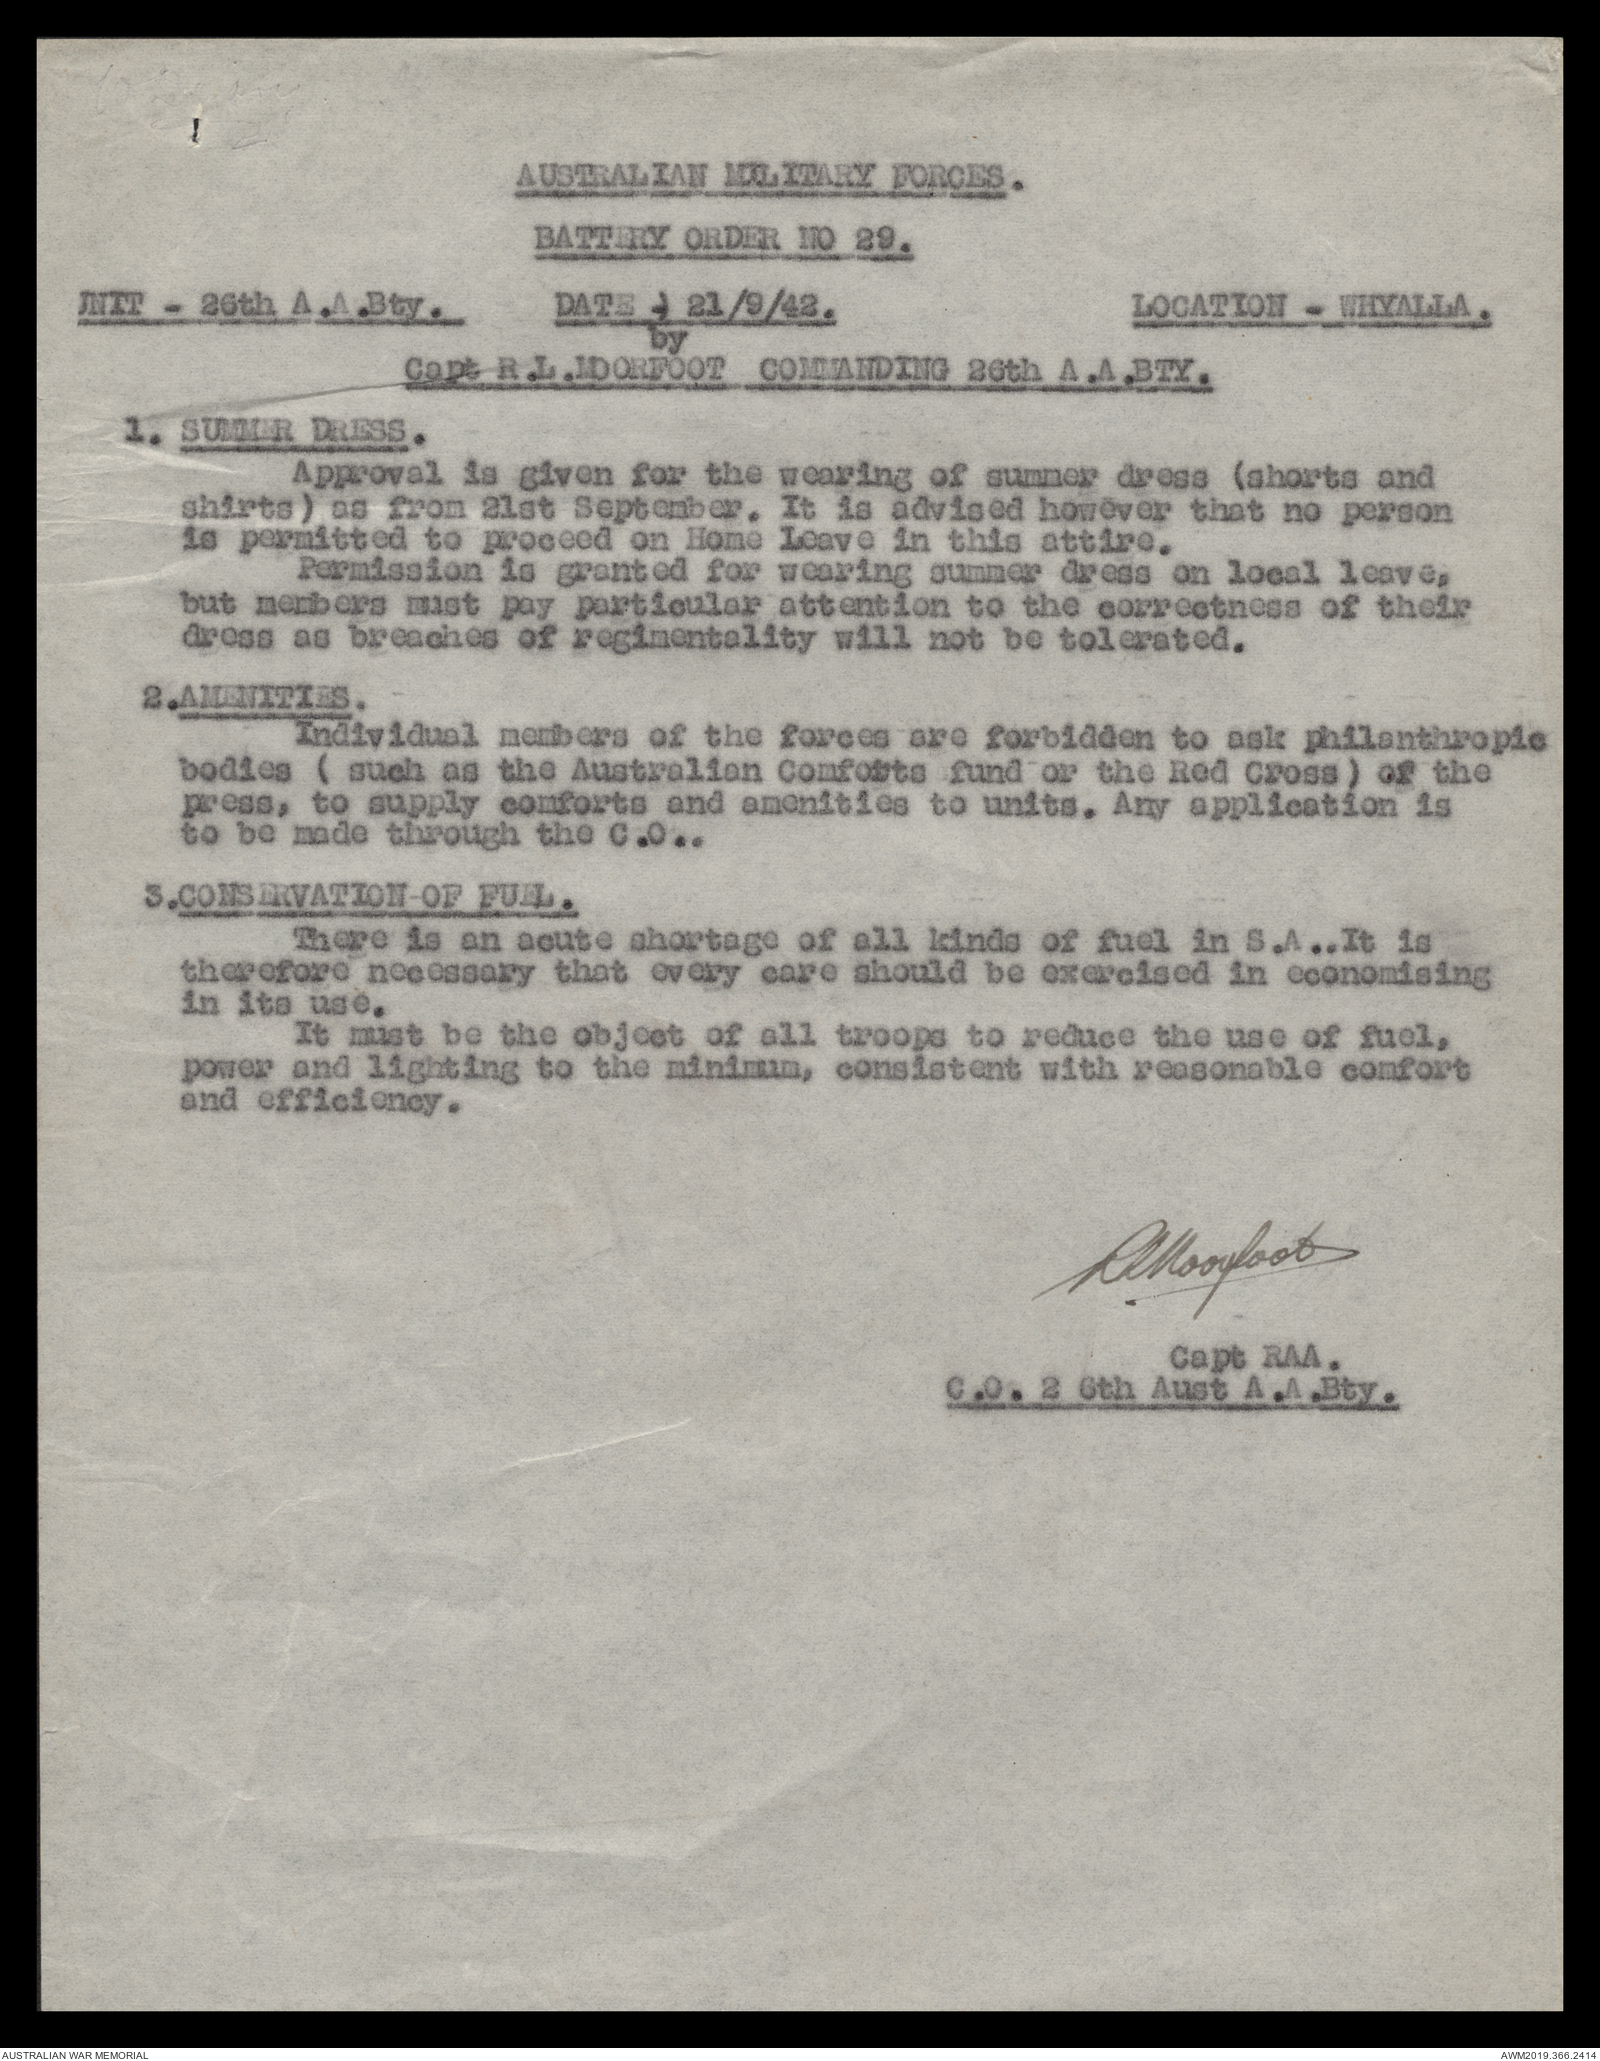 AUSTRALIAN MILITARY FORCES.
BATTERY ORDER NO 29.
UNIT - 26th A.A.Bty. DATE - 21/9/42. LOCATION - WHYALLA.
by
Capt R.L.MOORFOOT COMMANDING 26th A.A.BTY.
1. SUMMER DRESS.
Approval is given for the wearing of summer dress (shorts and
shirts) as from 21st September. It is advised however that no person
is permitted to proceed on Home Leave in this attire.
Permission is granted for wearing summer dress on local leave,
but members must pay particular attention to the correctness of their
dress as breaches of regimentality will not be tolerated.
2.AMENITIES.
Individual members of the forces are forbidden to ask philanthropic
bodies ( such as the Australian Comforts fund or the Red Cross) of the
press, to supply comforts and amenities to units. Any application is
to be made through the C.O..
3.CONSERVATION OF FUEL.
There is an acute shortage of all kinds of fuel in S.A..It is
therefore necessary that every care should be exercised in economising
in its use.
It must be the object of all troops to reduce the use of fuel,
power and lighting to the minimum, consistent with reasonable comfort
and efficiency.
RLMoorfoot
Capt RAA.
C.O. 2 6th Aust A.A.Bty.
AUSTRALIAN WAR MEMORIAL
AWM2019.366.2414